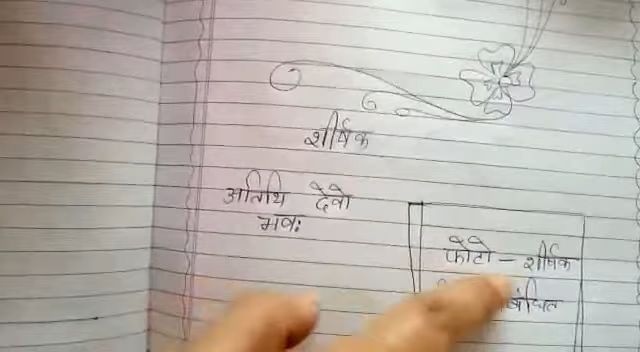 शीर्षक
अतिथि देवो
भवः
फोटो - शीर्षक